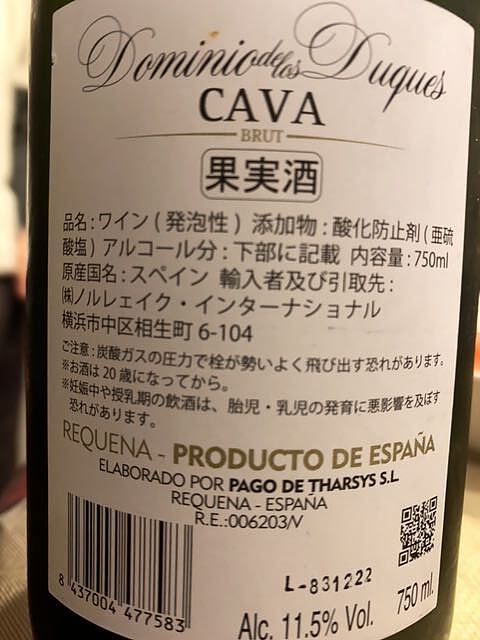 Dominio de los Duques
CAVA
BRUT
果実酒
品名:ワイン(発泡性) 添加物:酸化防止剤(亜硫
酸塩) アルコール分:下部に記載 内容量:750ml
原産国名:スペイン 輸入者及び引取先:
㈱ノルレェイク・インターナショナル
横浜市中区相生町 6-104
ご注意:炭酸ガスの圧力で栓が勢いよく飛び出す恐れがあります。
※お酒は20歳になってから。
※妊娠中や授乳期の飲酒は、胎児・乳児の発育に悪影響を及ぼす
恐れがあります。
REQUENA - PRODUCTO DE ESPAÑA
ELABORADO POR PAGO DE THARSYS S.L.
REQUENA - ESPAÑA
R.E.:006203/V
8 437004 477583
L-831222
Alc. 11.5% Vol. 750 ml.